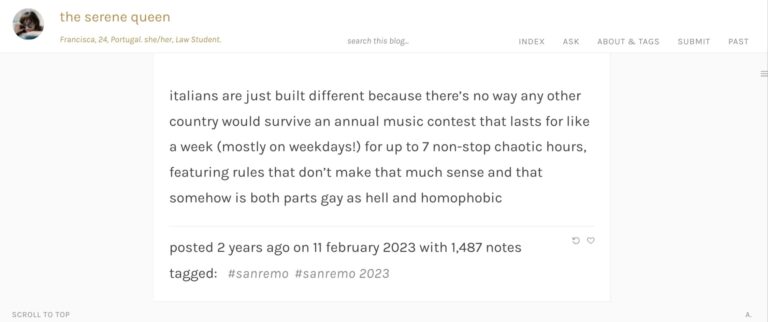 the serene queen
Francisca, 24, Portugal. she/her, Law Student.
search this blog...
INDEX ASK ABOUT & TAGS SUBMIT PAST
italians are just built different because there's no way any other
country would survive an annual music contest that lasts for like
a week (mostly on weekdays!) for up to 7 non-stop chaotic hours,
featuring rules that don't make that much sense and that
somehow is both parts gay as hell and homophobic
posted 2 years ago on 11 february 2023 with 1,487 notes
tagged: #sanremo #sanremo 2023
SCROLL TO TOP
A.